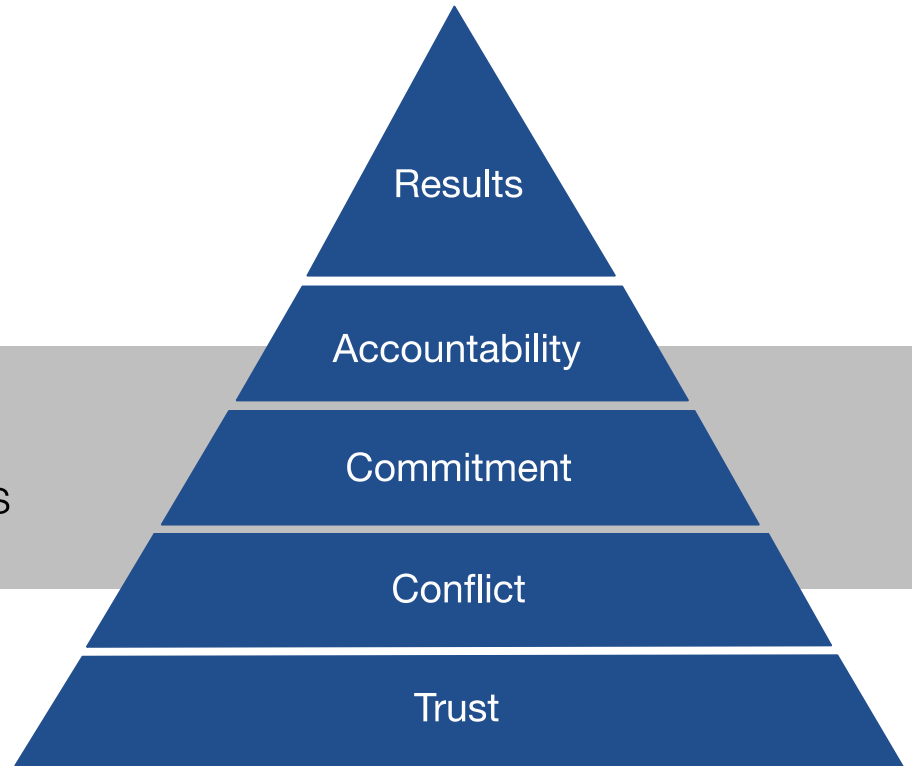 Results
Accountability
Commitment
s
Conflict
Trust